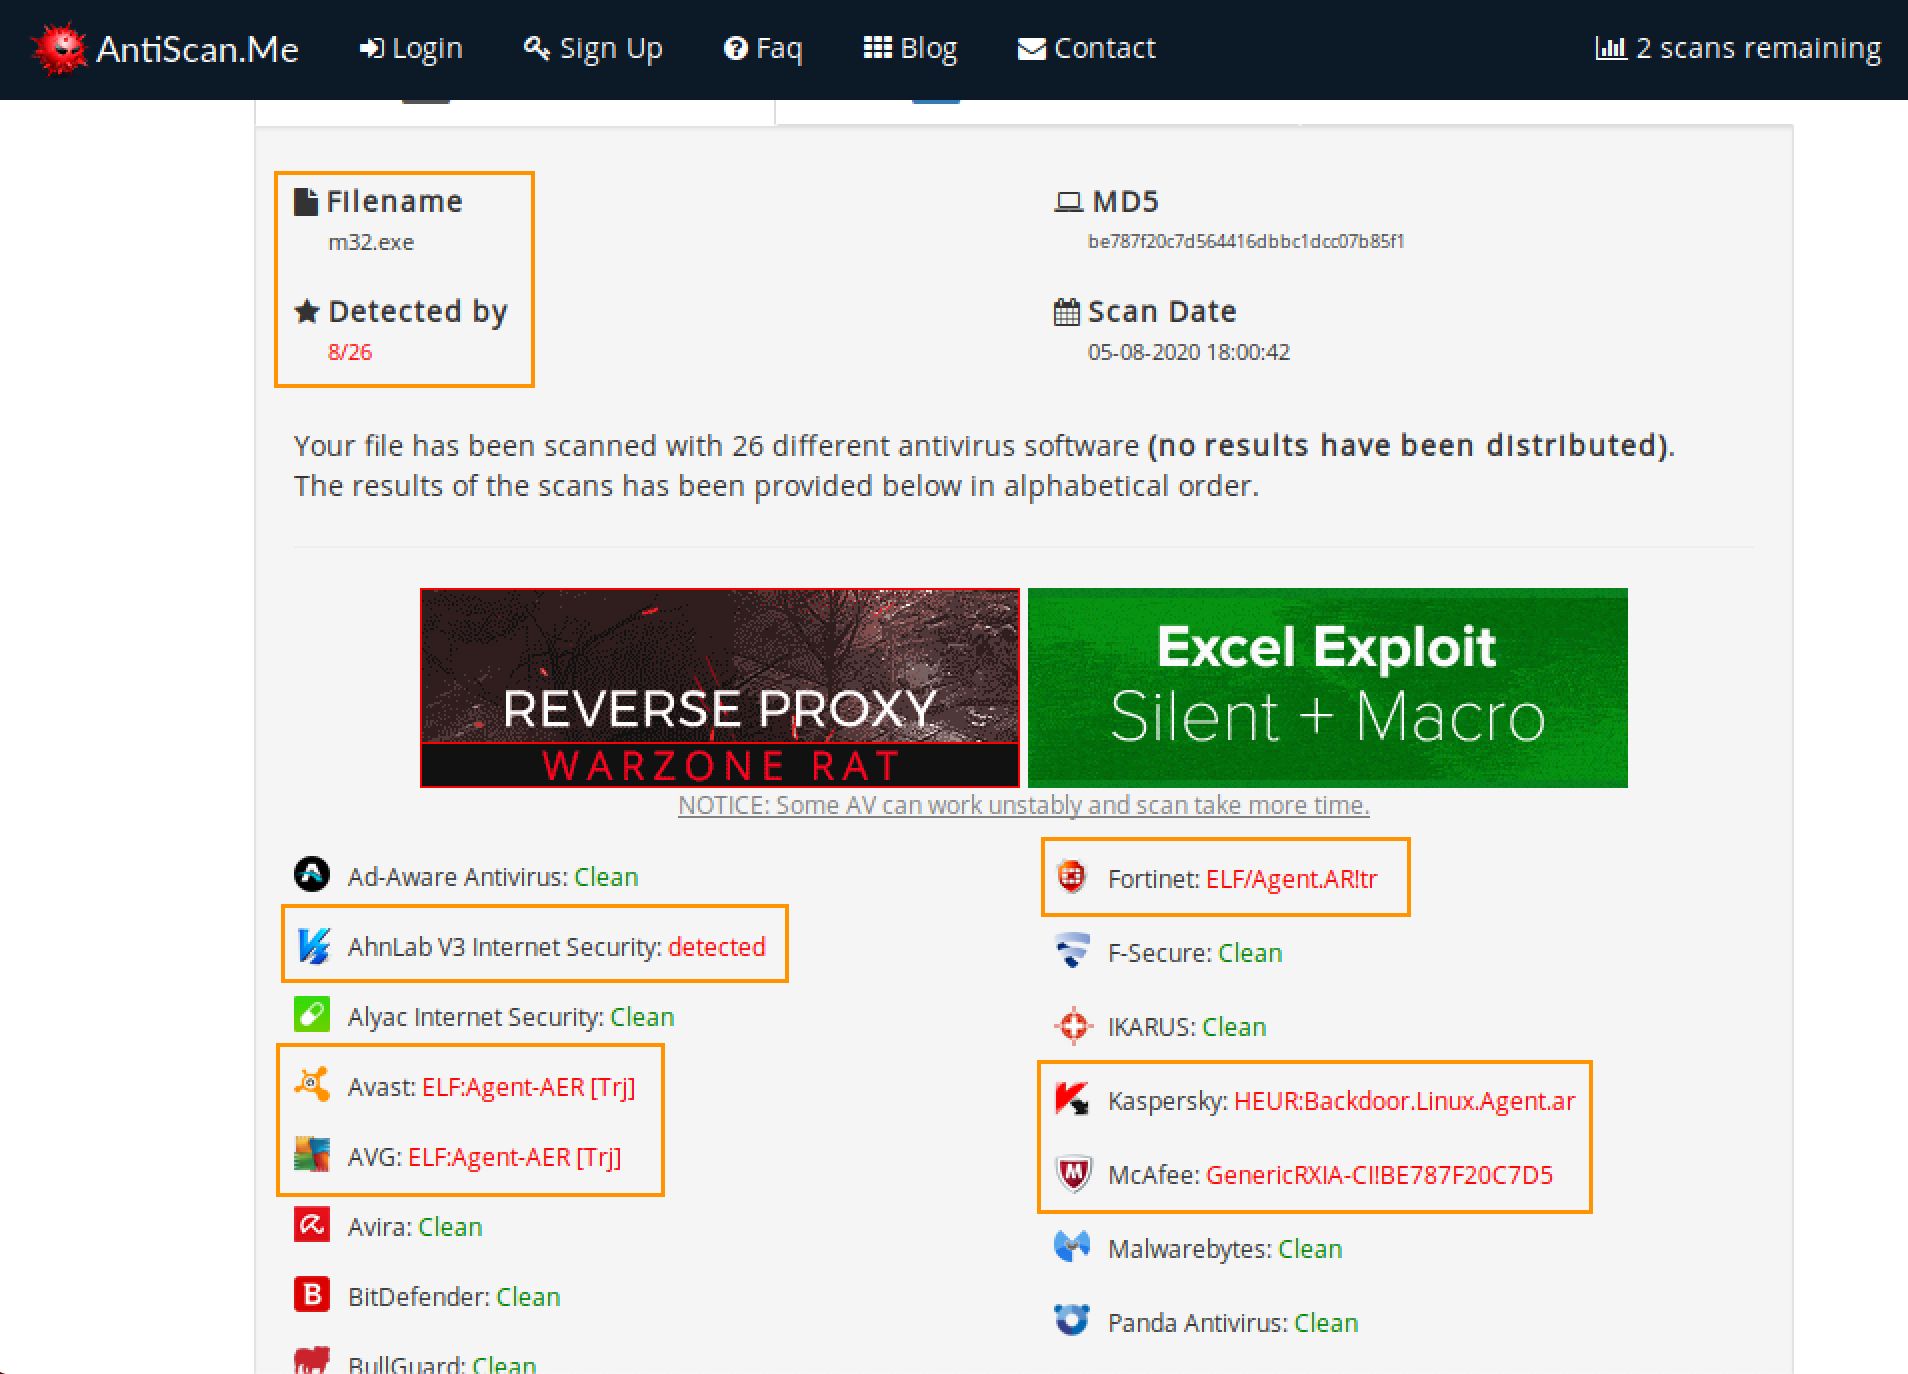 AntiScan.Me
Login
Sign Up
Faq
Blog
Contact
2 scans remaining
Filename
m32.exe
MD5
be787f20c7d564416dbbc1dcc07b85f1
Detected by
8/26
Scan Date
05-08-2020 18:00:42
Your file has been scanned with 26 different antivirus software (no results have been distributed).
The results of the scans has been provided below in alphabetical order.
REVERSE PROXY
WARZONE RAT
Excel Exploit
Silent + Macro
NOTICE: Some AV can work unstably and scan take more time.
Ad-Aware Antivirus: Clean
AhnLab V3 Internet Security: detected
Alyac Internet Security: Clean
Avast: ELF:Agent-AER [Trj]
AVG: ELF:Agent-AER [Trj]
Avira: Clean
BitDefender: Clean
BullGuard: Clean
Fortinet: ELF/Agent.AR!tr
F-Secure: Clean
IKARUS: Clean
Kaspersky: HEUR:Backdoor.Linux.Agent.ar
McAfee: GenericRXIA-CI!BE787F20C7D5
Malwarebytes: Clean
Panda Antivirus: Clean